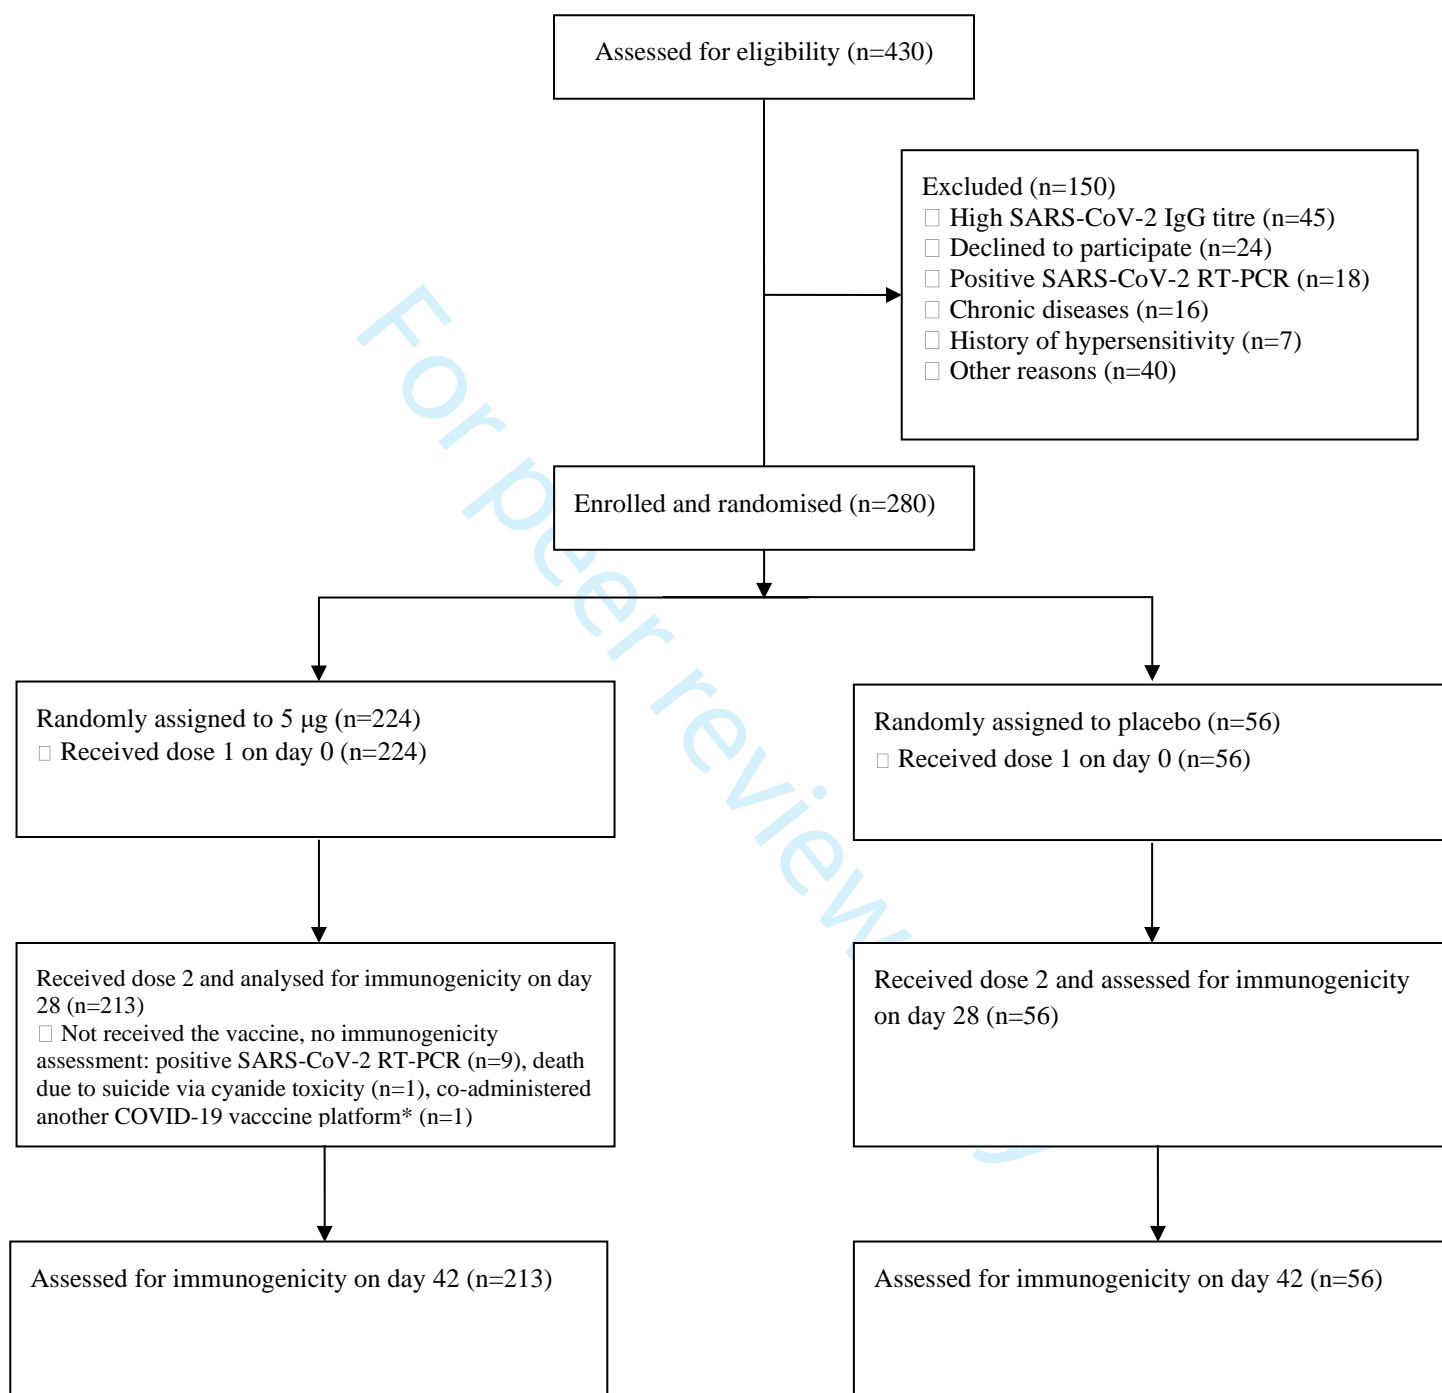 Assessed for eligibility (n=430)
Excluded (n=150)
□ High SARS-CoV-2 IgG titre (n=45)
□ Declined to participate (n=24)
□ Positive SARS-CoV-2 RT-PCR (n=18)
□ Chronic diseases (n=16)
□ History of hypersensitivity (n=7)
□ Other reasons (n=40)
Enrolled and randomised (n=280)
Randomly assigned to 5 μg (n=224)
□ Received dose 1 on day 0 (n=224)
Randomly assigned to placebo (n=56)
□ Received dose 1 on day 0 (n=56)
Received dose 2 and analysed for immunogenicity on day
28 (n=213)
□ Not received the vaccine, no immunogenicity
assessment: positive SARS-CoV-2 RT-PCR (n=9), death
due to suicide via cyanide toxicity (n=1), co-administered
another COVID-19 vacccine platform* (n=1)
Received dose 2 and assessed for immunogenicity
on day 28 (n=56)
Assessed for immunogenicity on day 42 (n=213)
Assessed for immunogenicity on day 42 (n=56)
For peer review